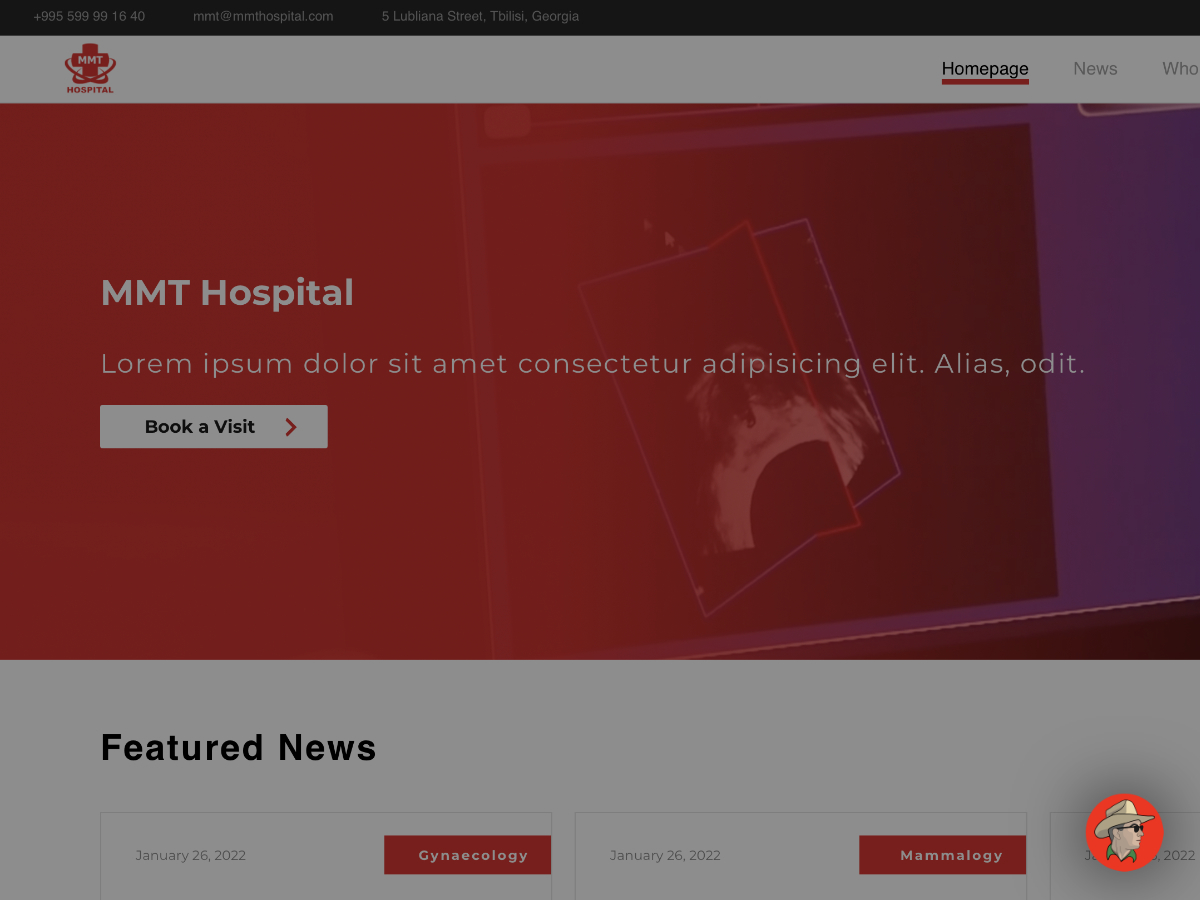 +995 599 99 16 40 mmt@mmthospital.com 5 Lubliana Street, Tbilisi, Georgia
MMT
HOSPITAL
Homepage News Who
MMT Hospital
Lorem ipsum dolor sit amet consectetur adipisicing elit. Alias, odit.
Book a Visit
Featured News
January 26, 2022 Gynaecology
January 26, 2022 Mammalogy
2022